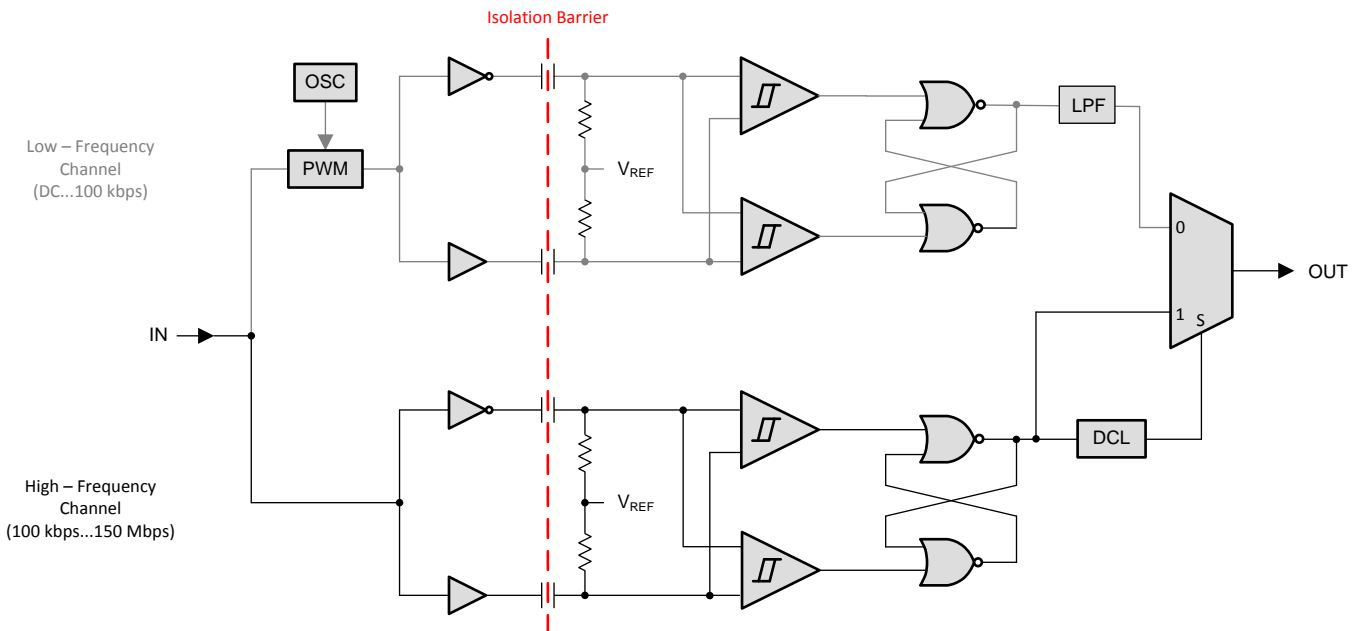 Isolation Barrier
OSC
Low – Frequency
Channel
(DC...100 kbps)
PWM
VREF
LPF
0
1
S
OUT
IN
High – Frequency
Channel
(100 kbps...150 Mbps)
VREF
DCL